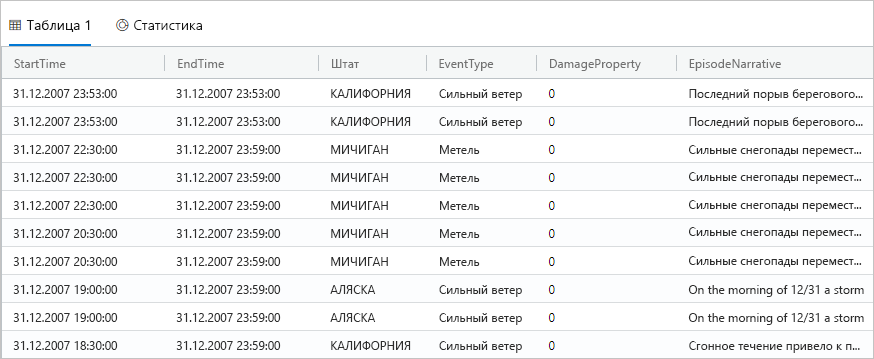 Таблица 1 Статистика
StartTime EndTime Штат EventType DamageProperty EpisodeNarrative
31.12.2007 23:53:00 31.12.2007 23:53:00 КАЛИФОРНИЯ Сильный ветер 0 Последний порыв берегового...
31.12.2007 23:53:00 31.12.2007 23:53:00 КАЛИФОРНИЯ Сильный ветер 0 Последний порыв берегового...
31.12.2007 22:30:00 31.12.2007 23:59:00 МИЧИГАН Метель 0 Сильные снегопады перемест...
31.12.2007 22:30:00 31.12.2007 23:59:00 МИЧИГАН Метель 0 Сильные снегопады перемест...
31.12.2007 22:30:00 31.12.2007 23:59:00 МИЧИГАН Метель 0 Сильные снегопады перемест...
31.12.2007 20:30:00 31.12.2007 23:59:00 МИЧИГАН Метель 0 Сильные снегопады перемест...
31.12.2007 20:30:00 31.12.2007 23:59:00 МИЧИГАН Метель 0 Сильные снегопады перемест...
31.12.2007 19:00:00 31.12.2007 23:59:00 АЛЯСКА Сильный ветер 0 On the morning of 12/31 a storm
31.12.2007 19:00:00 31.12.2007 23:59:00 АЛЯСКА Сильный ветер 0 On the morning of 12/31 a storm
31.12.2007 18:30:00 31.12.2007 23:59:00 КАЛИФОРНИЯ Сильный ветер 0 Сгонное течение привело к п...